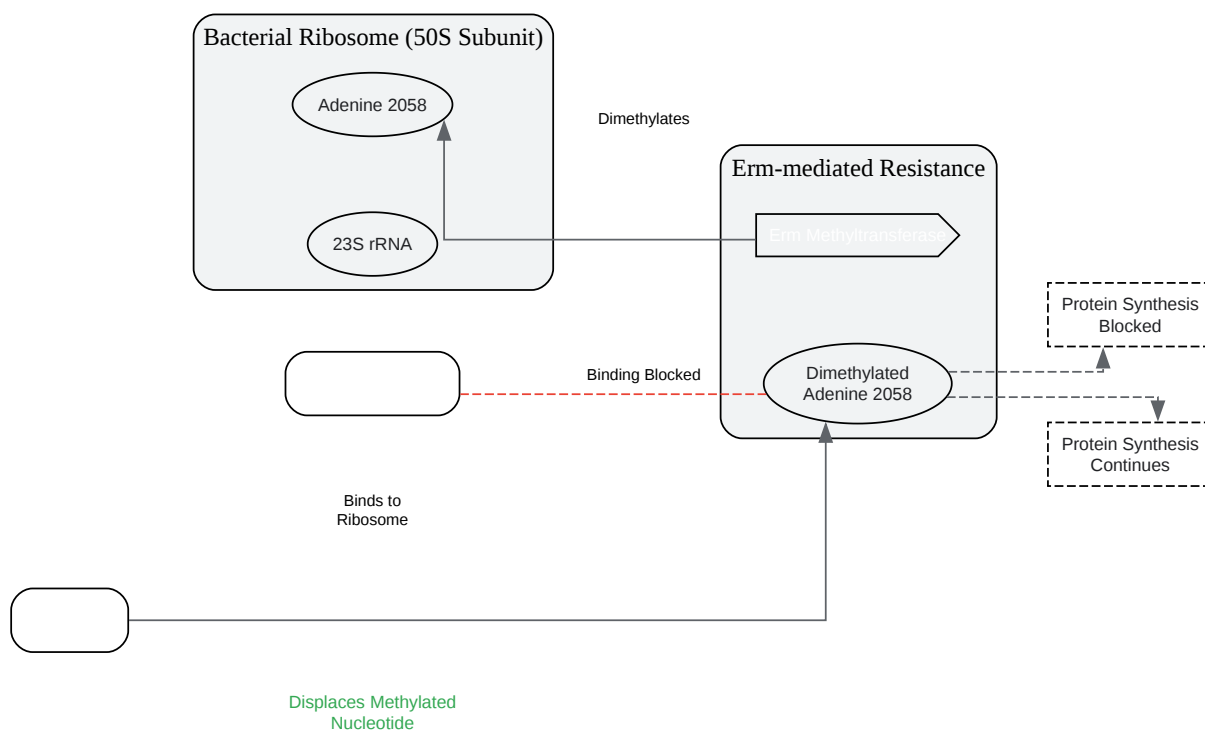 Bacterial Ribosome (50S Subunit)
Adenine 2058
Dimethylates
Erm-mediated Resistance
Erm Methyltransferase
23S rRNA
Protein Synthesis
Blocked
Binding Blocked
Dimethylated
Adenine 2058
Protein Synthesis
Continues
Binds to
Ribosome
Displaces Methylated
Nucleotide